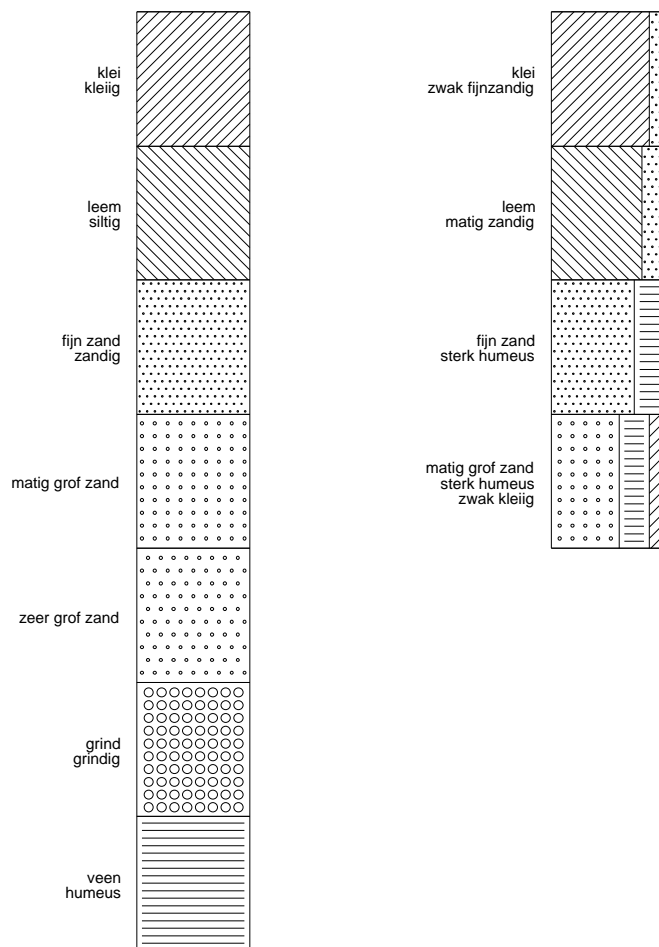 klei
kleiig
leem
siltig
fijn zand
zandig
matig grof zand
zeer grof zand
grind
grindig
veen
humeus
klei
zwak fijnzandig
leem
matig zandig
fijn zand
sterk humeus
matig grof zand
sterk humeus
zwak kleiig